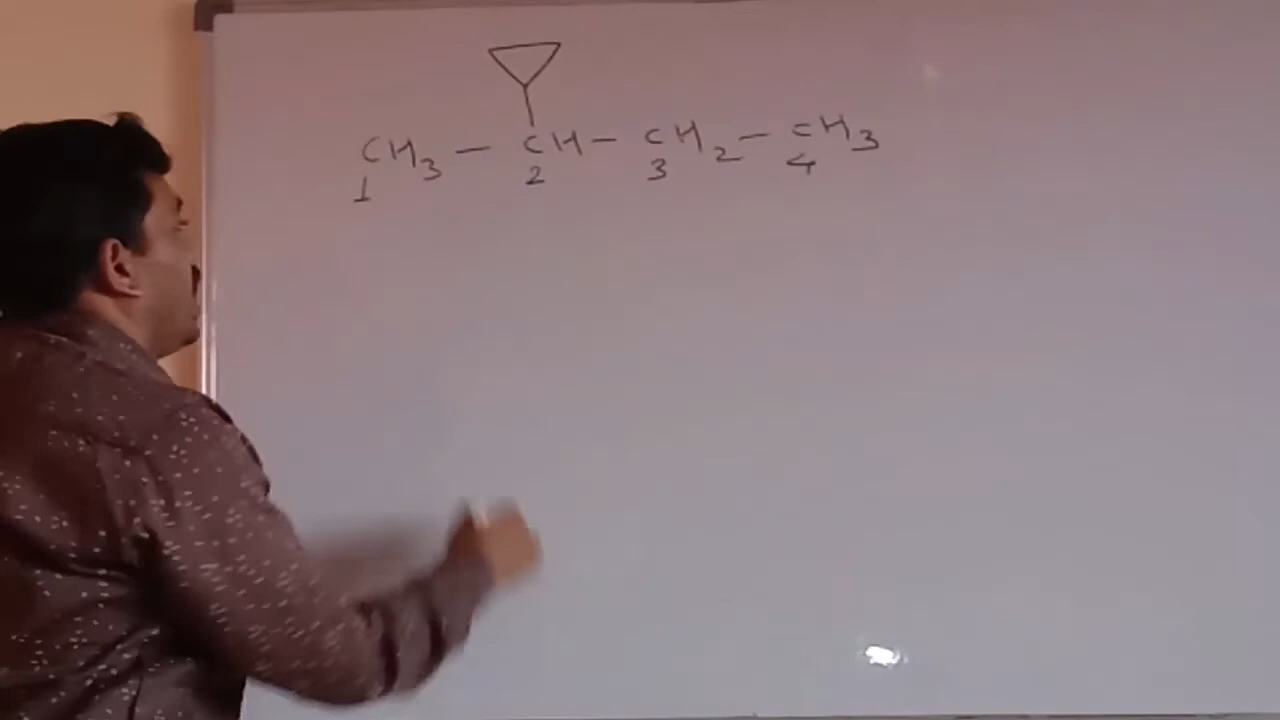 CH3 — CH — CH2 — CH3
1 2 3 4